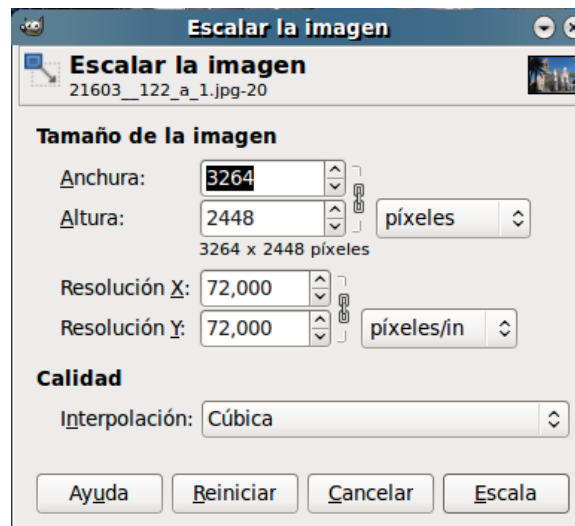 Escalar la imagen
Escalar la imagen
21603__122_a_1.jpg-20
Tamaño de la imagen
Anchura: 3264
Altura: 2448 píxeles
3264 x 2448 píxeles
Resolución X: 72,000
Resolución Y: 72,000 píxeles/in
Calidad
Interpolación: Cúbica
Ayuda Reiniciar Cancelar Escala